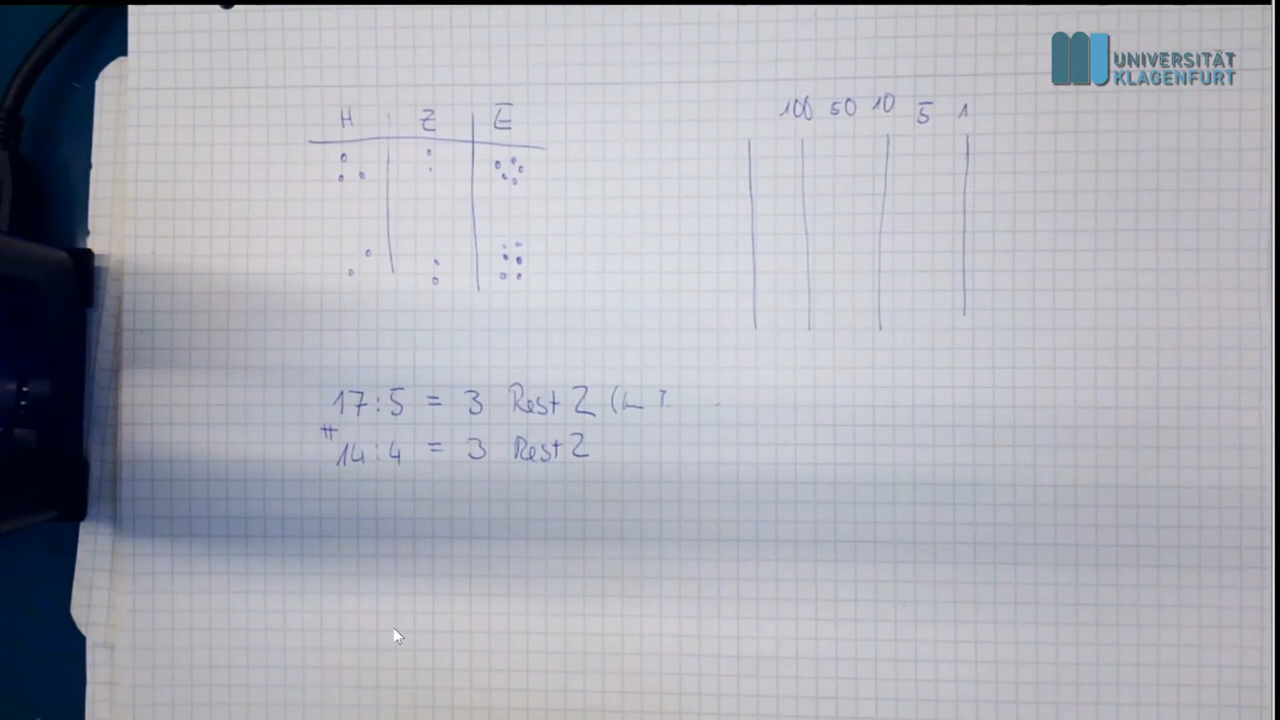 UNIVERSITÄT
KLAGENFURT
H Z E
100 50 10 5 1
17:5 = 3 Rest 2
14:4 = 3 Rest 2